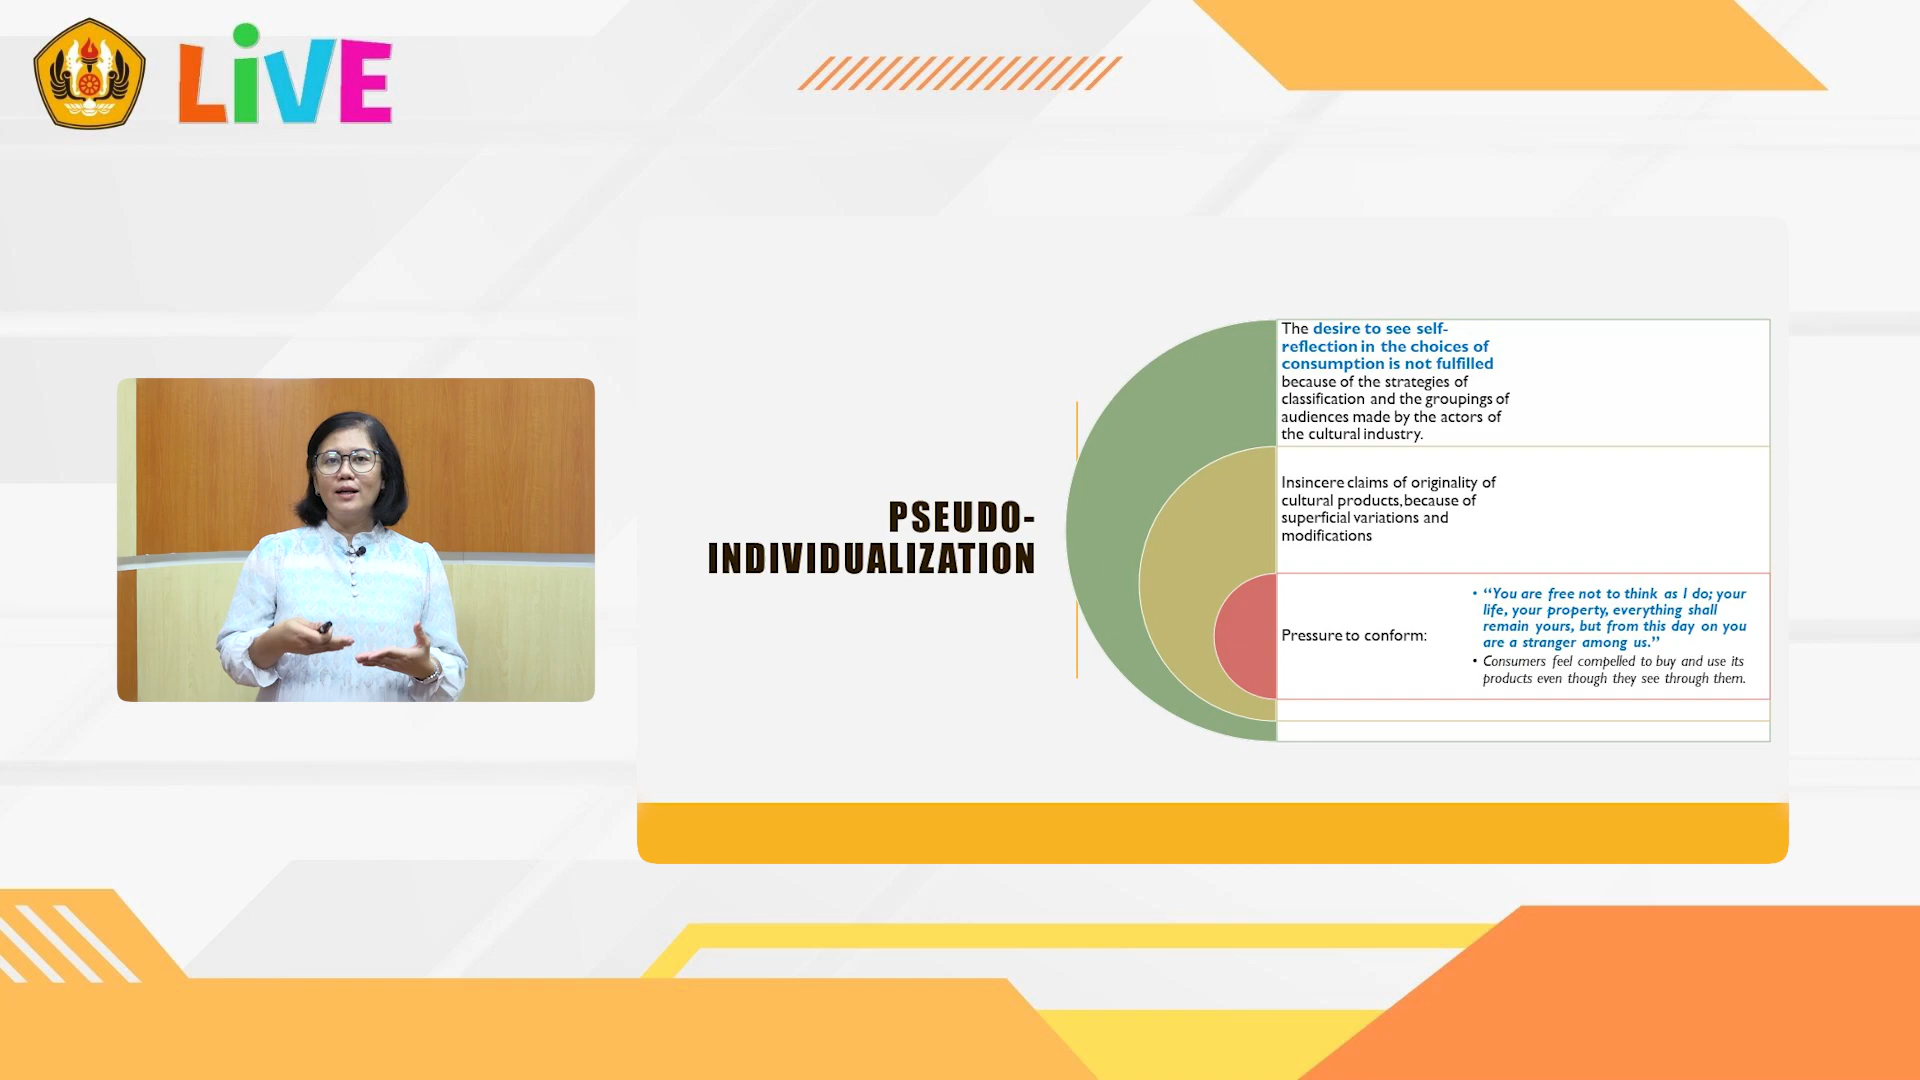 LiVE
PSEUDO-
INDIVIDUALIZATION
The desire to see self-
reflection in the choices of
consumption is not fulfilled
because of the strategies of
classification and the groupings of
audiences made by the actors of
the cultural industry.
Insincere claims of originality of
cultural products, because of
superficial variations and
modifications
Pressure to conform:
• “You are free not to think as I do; your
life, your property, everything shall
remain yours, but from this day on you
are a stranger among us.”
• Consumers feel compelled to buy and use its
products even though they see through them.